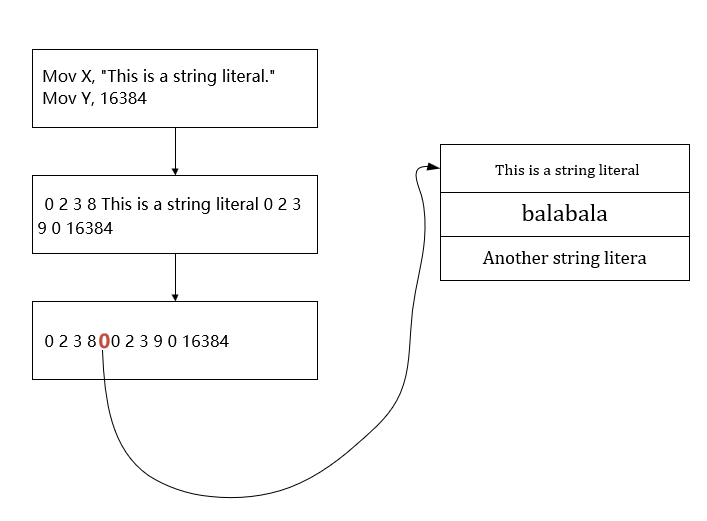 Mov X, "This is a string literal."
Mov Y, 16384
0 2 3 8 This is a string literal 0 2 3
9 0 16384
0 2 3 8 0 0 2 3 9 0 16384
This is a string literal
balabala
Another string litera